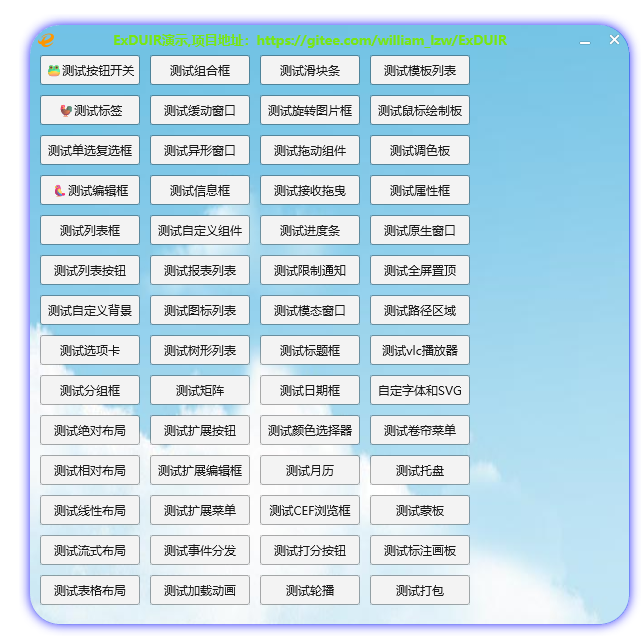 ExDUIR演示,项目地址：https://gitee.com/william_lzw/ExDUIR
测试按钮开关 测试组合框 测试滑块条 测试模板列表
测试标签 测试缓动窗口 测试旋转图片框 测试鼠标绘制板
测试单选复选框 测试异形窗口 测试拖动组件 测试调色板
测试编辑框 测试信息框 测试接收拖曳 测试属性框
测试列表框 测试自定义组件 测试进度条 测试原生窗口
测试列表按钮 测试报表列表 测试限制通知 测试全屏置顶
测试自定义背景 测试图标列表 测试模态窗口 测试路径区域
测试选项卡 测试树形列表 测试标题框 测试vlc播放器
测试分组框 测试矩阵 测试日期框 自定字体和SVG
测试绝对布局 测试扩展按钮 测试颜色选择器 测试卷帘菜单
测试相对布局 测试扩展编辑框 测试月历 测试托盘
测试线性布局 测试扩展菜单 测试CEF浏览框 测试蒙板
测试流式布局 测试事件分发 测试打分按钮 测试标注画板
测试表格布局 测试加载动画 测试轮播 测试打包